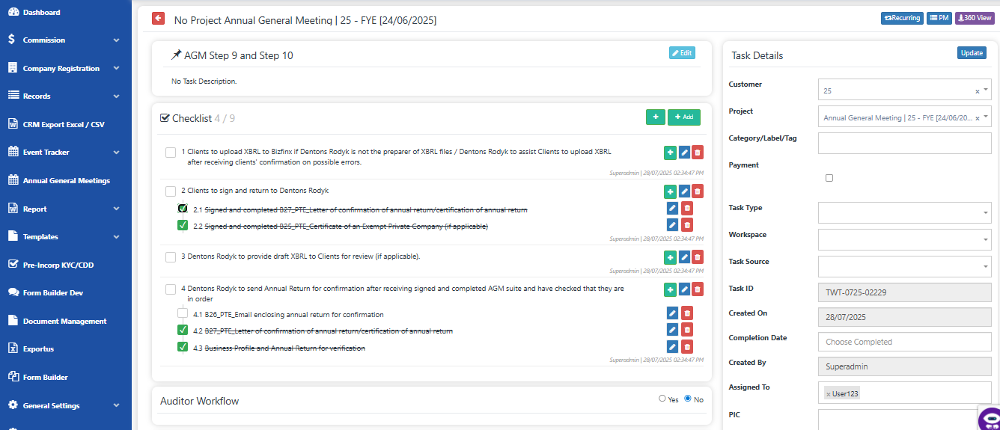 Dashboard
Commission
Company Registration
Records
CRM Export Excel / CSV
Event Tracker
Annual General Meetings
Report
Templates
Pre-Incorp KYC/CDD
Form Builder Dev
Document Management
Exportus
Form Builder
General Settings
No Project Annual General Meeting | 25 - FYE [24/06/2025]
Recurring
PM
360 View
AGM Step 9 and Step 10
Edit
No Task Description.
Checklist 4 / 9
+
+ Add
1 Clients to upload XBRL to Bizfinx if Dentons Rodyk is not the preparer of XBRL files / Dentons Rodyk to assist Clients to upload XBRL
after receiving clients' confirmation on possible errors.
Superadmin | 28/07/2025 02:34:47 PM
2 Clients to sign and return to Dentons Rodyk
2.1 Signed and completed B27_PTE_Letter of confirmation of annual return/certification of annual return
2.2 Signed and completed B25_PTE_Certificate of an Exempt Private Company (if applicable)
Superadmin | 28/07/2025 02:34:47 PM
3 Dentons Rodyk to provide draft XBRL to Clients for review (if applicable).
Superadmin | 28/07/2025 02:34:47 PM
4 Dentons Rodyk to send Annual Return for confirmation after receiving signed and completed AGM suite and have checked that they are
in order
4.1 B26_PTE_Email enclosing annual return for confirmation
4.2 B27_PTE_Letter of confirmation of annual return/certification of annual return
4.3 Business Profile and Annual Return for verification
Superadmin | 28/07/2025 02:34:47 PM
Auditor Workflow
Yes
No
Task Details
Update
Customer
25
×
Project
Annual General Meeting | 25 - FYE [24/06/20... ×
Category/Label/Tag
Payment
Task Type
Workspace
Task Source
Task ID
TWT-0725-02229
Created On
28/07/2025
Completion Date
Choose Completed
Created By
Superadmin
Assigned To
× User123
PIC